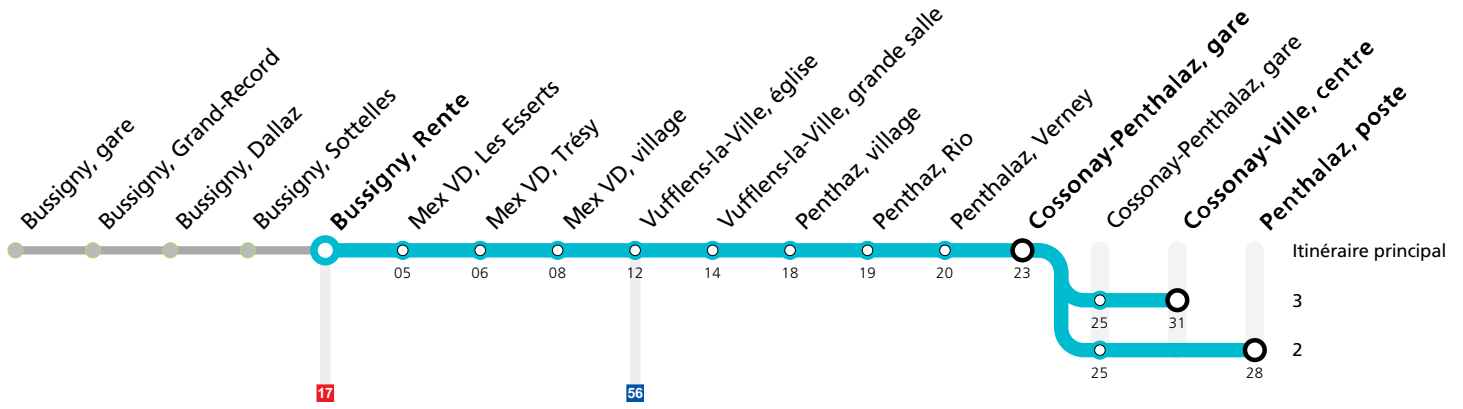 Bussigny, gare
Bussigny, Grand-Record
Bussigny, Dallaz
Bussigny, Sottelles
Bussigny, Rente
Mex VD, Les Esserts
Mex VD, Trésy
Mex VD, village
Vufflens-la-Ville, église
Vufflens-la-Ville, grande salle
Penthaz, village
Penthaz, Rio
Penthalaz, Verney
Cossonay-Penthalaz, gare
Cossonay-Penthalaz, gare
Cossonay-Ville, centre
Penthalaz, poste
Itinéraire principal
05 06 08 12 14 18 19 20 23
3
25 31
2
25 28
17 56